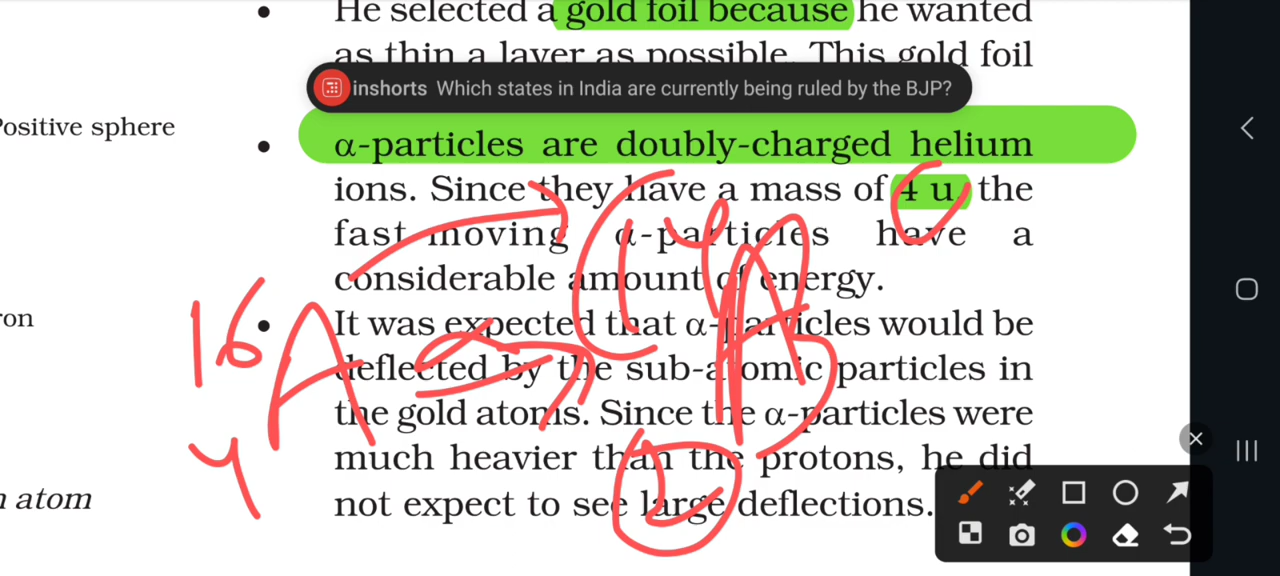 He selected a gold foil because he wanted
as thin a layer as possible. This gold foil
inshorts Which states in India are currently being ruled by the BJP?
Positive sphere
α-particles are doubly-charged helium
ions. Since they have a mass of 4 u, the
fast-moving α-particles have a
considerable amount of energy.
ron
It was expected that α-particles would be
deflected by the sub-atomic particles in
the gold atoms. Since the α-particles were
much heavier than the protons, he did
not expect to see large deflections.
n atom
16
4
A
α
B
2